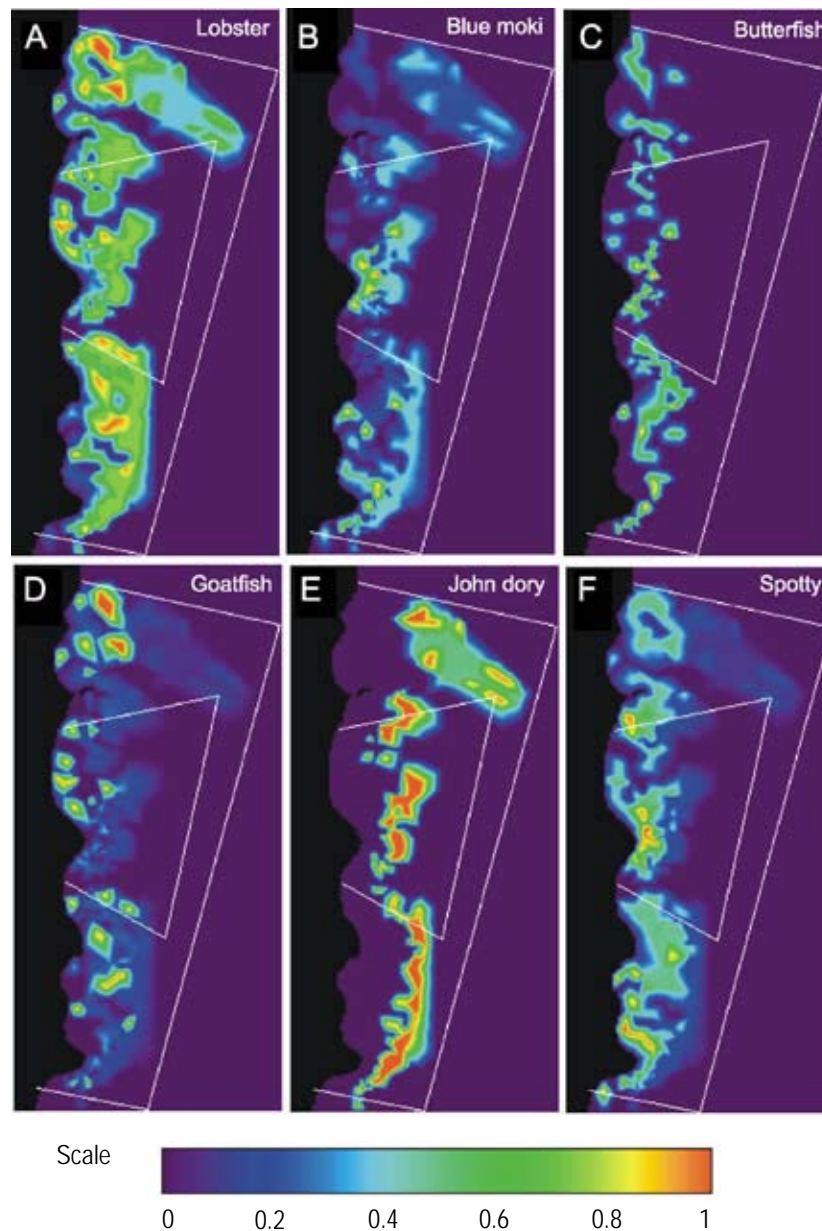 A Lobster
B Blue moki
C Butterfish
D Goatfish
E John dory
F Spotty
Scale
0 0.2 0.4 0.6 0.8 1